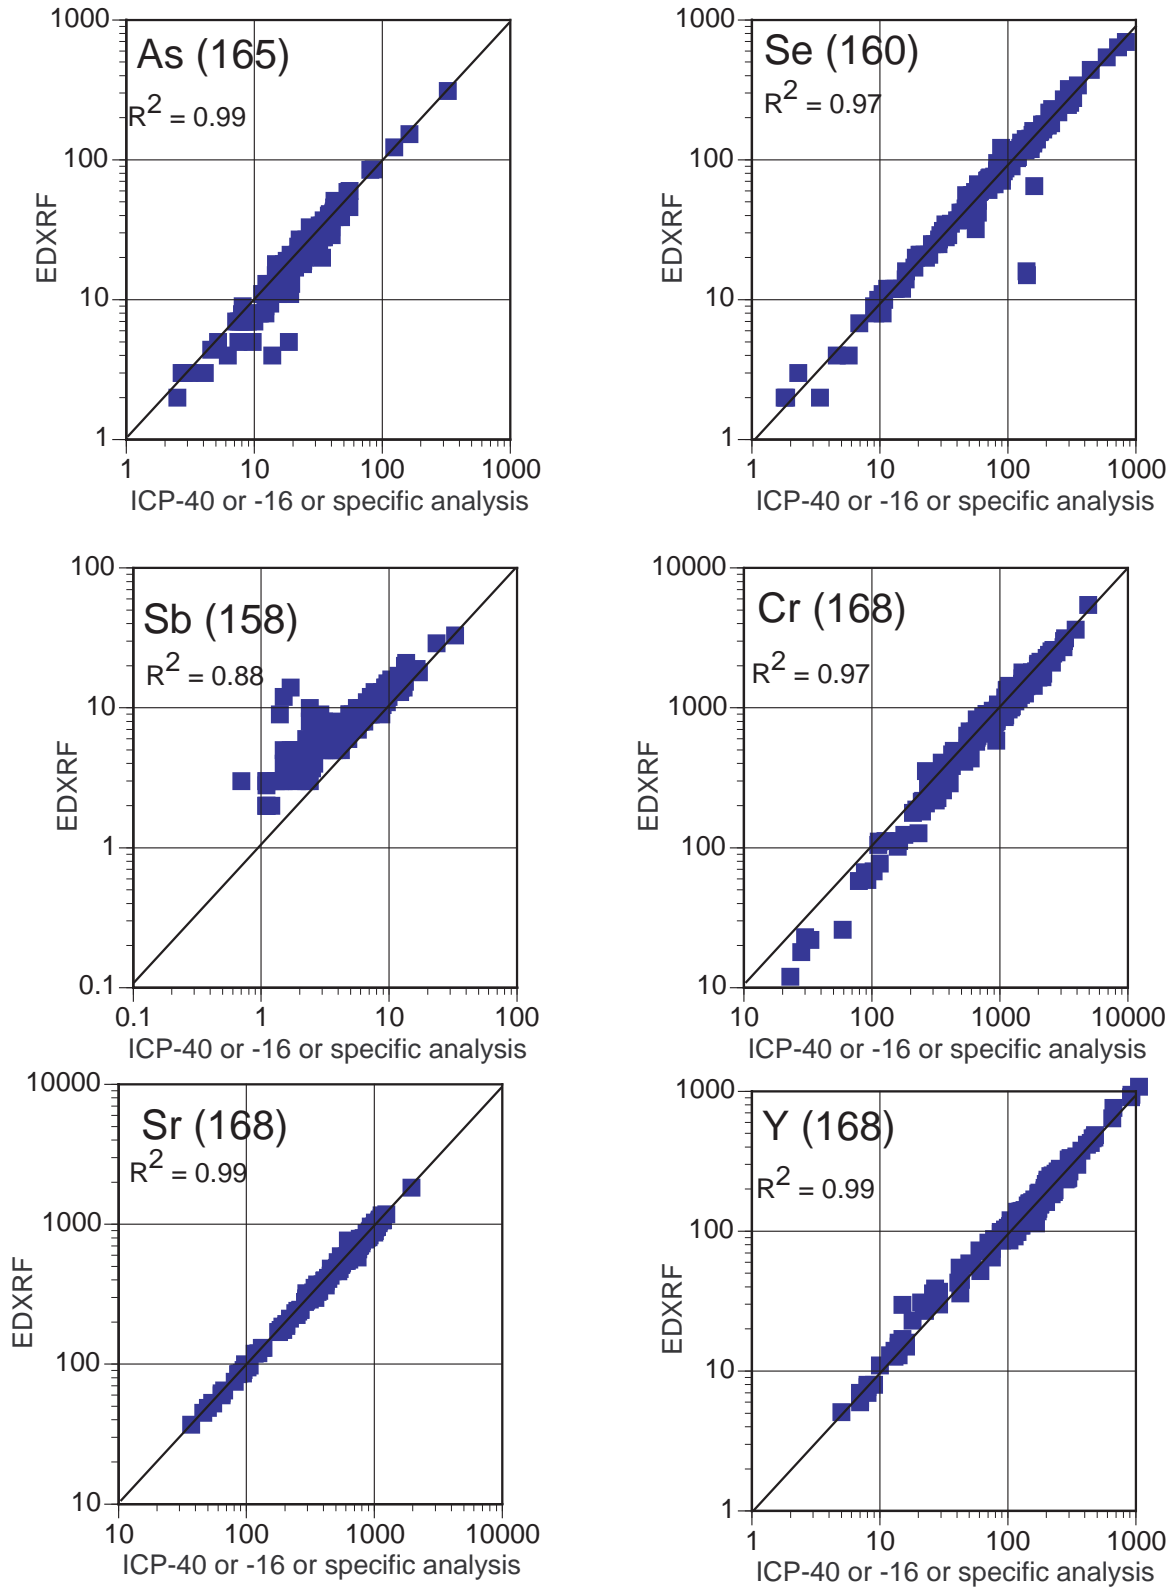 As (165)
R2 = 0.99
EDXRF
1000
100
10
1
1 10 100 1000
ICP-40 or -16 or specific analysis
Se (160)
R2 = 0.97
EDXRF
1000
100
10
1
1 10 100 1000
ICP-40 or -16 or specific analysis
Sb (158)
R2 = 0.88
EDXRF
100
10
1
0.1
0.1 1 10 100
ICP-40 or -16 or specific analysis
Cr (168)
R2 = 0.97
EDXRF
10000
1000
100
10
10 100 1000 10000
ICP-40 or -16 or specific analysis
Sr (168)
R2 = 0.99
EDXRF
10000
1000
100
10
10 100 1000 10000
ICP-40 or -16 or specific analysis
Y (168)
R2 = 0.99
EDXRF
1000
100
10
1
1 10 100 1000
ICP-40 or -16 or specific analysis